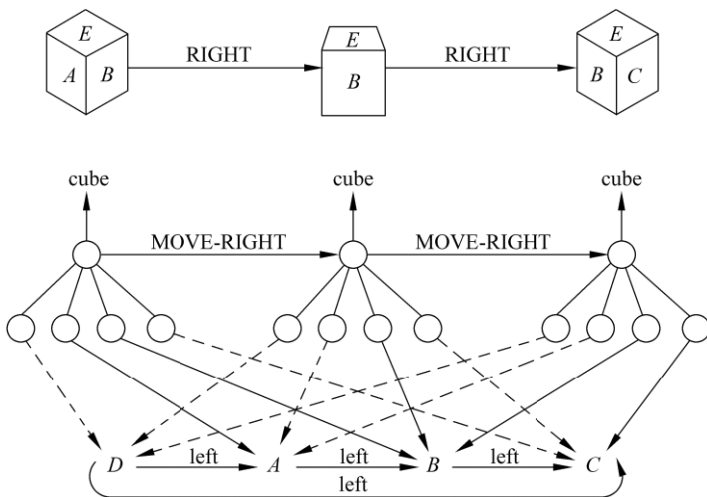 E E E
A B RIGHT B RIGHT B C
cube cube cube
MOVE-RIGHT MOVE-RIGHT
D left A left B left C
left